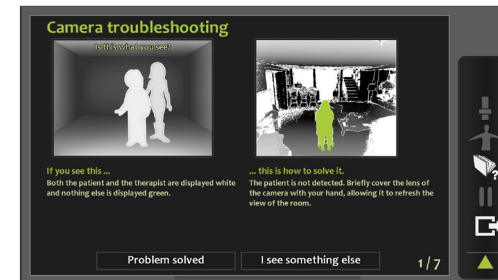 Camera troubleshooting
Is this what you see?
If you see this ...
Both the patient and the therapist are displayed white
and nothing else is displayed green.
... this is how to solve it.
The patient is not detected. Briefly cover the lens of
the camera with your hand, allowing it to refresh the
view of the room.
Problem solved
I see something else
1/7
?